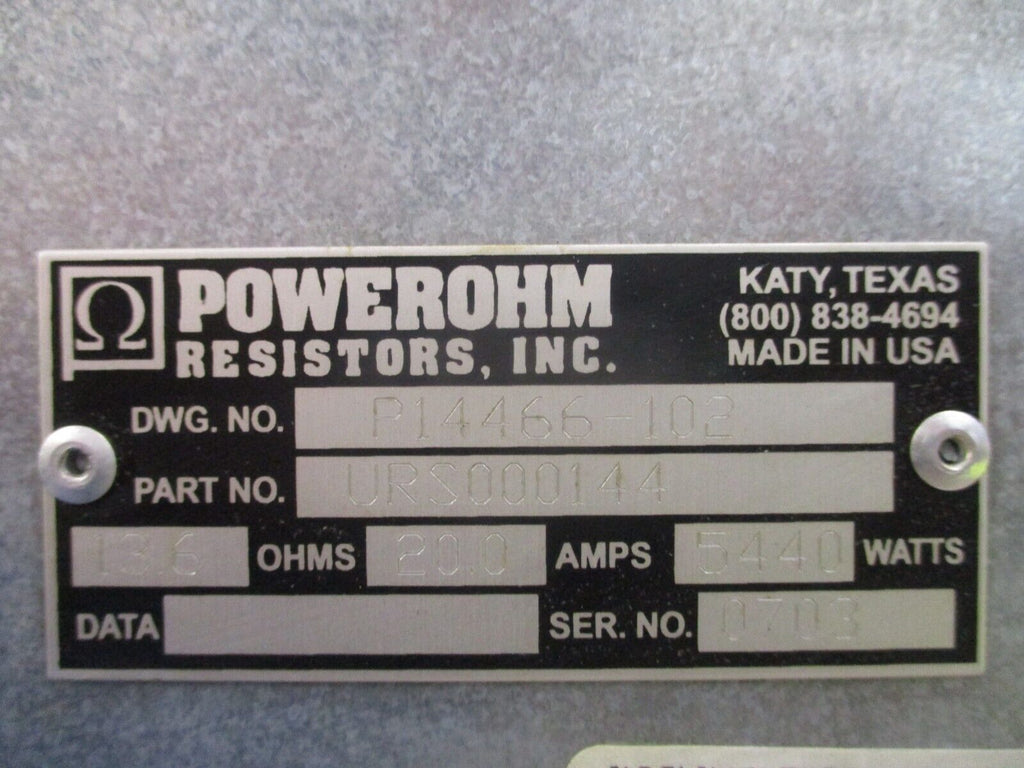 Ω POWEROHM
RESISTORS, INC.
KATY, TEXAS
(800) 838-4694
MADE IN USA
DWG. NO. P14466-102
PART NO. URS000144
13.6 OHMS 20.0 AMPS 5440 WATTS
DATA
SER. NO. 0703